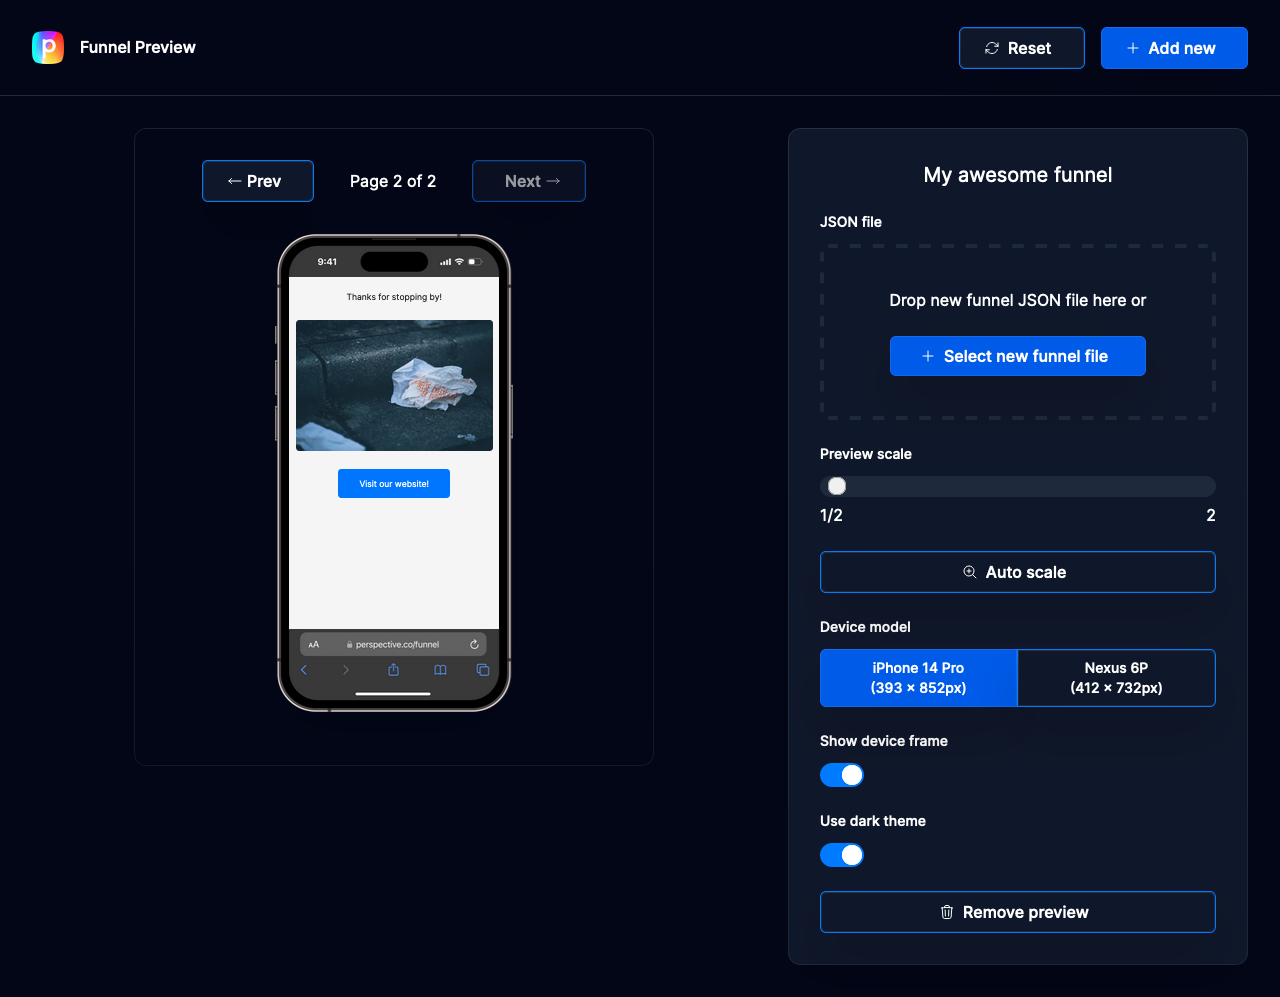 Funnel Preview
Reset
+ Add new
← Prev
Page 2 of 2
Next →
9:41
Thanks for stopping by!
Visit our website!
AA
perspective.co/funnel
My awesome funnel
JSON file
Drop new funnel JSON file here or
+ Select new funnel file
Preview scale
1/2
2
Auto scale
Device model
iPhone 14 Pro
(393 × 852px)
Nexus 6P
(412 × 732px)
Show device frame
Use dark theme
Remove preview